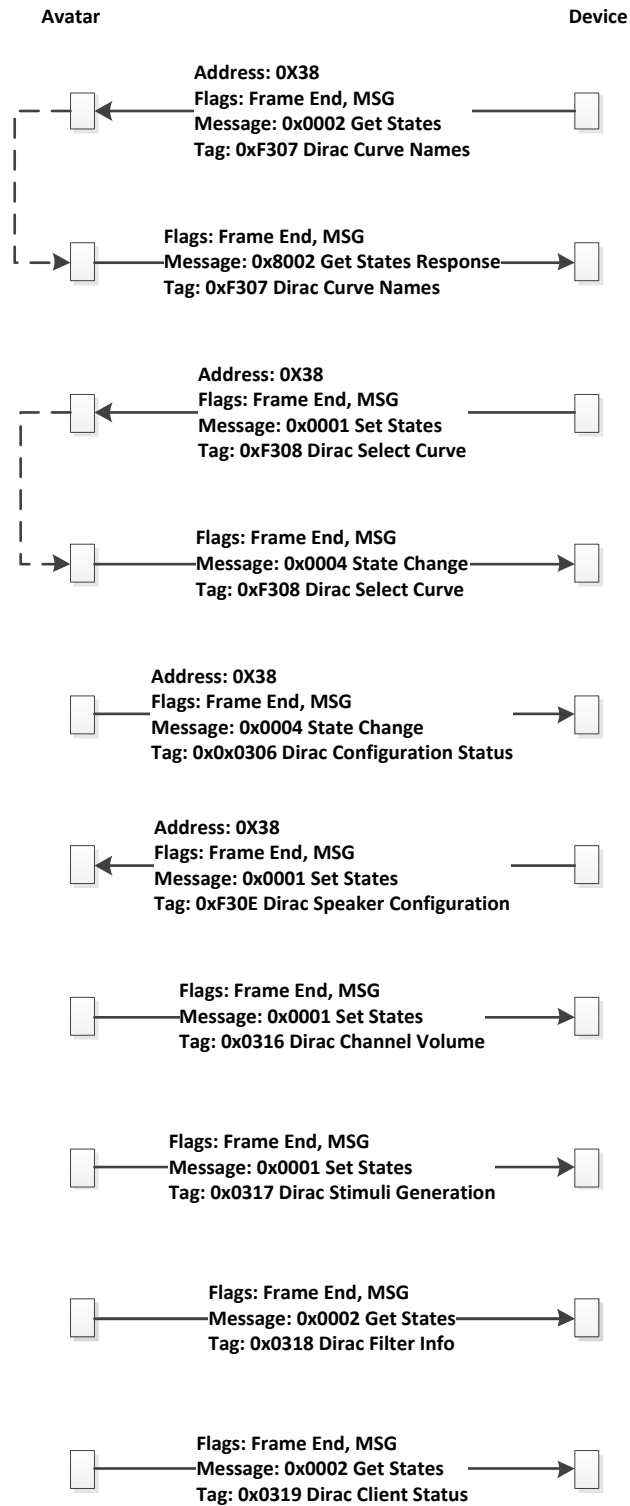 Avatar
Device
Address: 0X38
Flags: Frame End, MSG
Message: 0x0002 Get States
Tag: 0xF307 Dirac Curve Names
Flags: Frame End, MSG
Message: 0x8002 Get States Response
Tag: 0xF307 Dirac Curve Names
Address: 0X38
Flags: Frame End, MSG
Message: 0x0001 Set States
Tag: 0xF308 Dirac Select Curve
Flags: Frame End, MSG
Message: 0x0004 State Change
Tag: 0xF308 Dirac Select Curve
Address: 0X38
Flags: Frame End, MSG
Message: 0x0004 State Change
Tag: 0x0x0306 Dirac Configuration Status
Address: 0X38
Flags: Frame End, MSG
Message: 0x0001 Set States
Tag: 0xF30E Dirac Speaker Configuration
Flags: Frame End, MSG
Message: 0x0001 Set States
Tag: 0x0316 Dirac Channel Volume
Flags: Frame End, MSG
Message: 0x0001 Set States
Tag: 0x0317 Dirac Stimuli Generation
Flags: Frame End, MSG
Message: 0x0002 Get States
Tag: 0x0318 Dirac Filter Info
Flags: Frame End, MSG
Message: 0x0002 Get States
Tag: 0x0319 Dirac Client Status